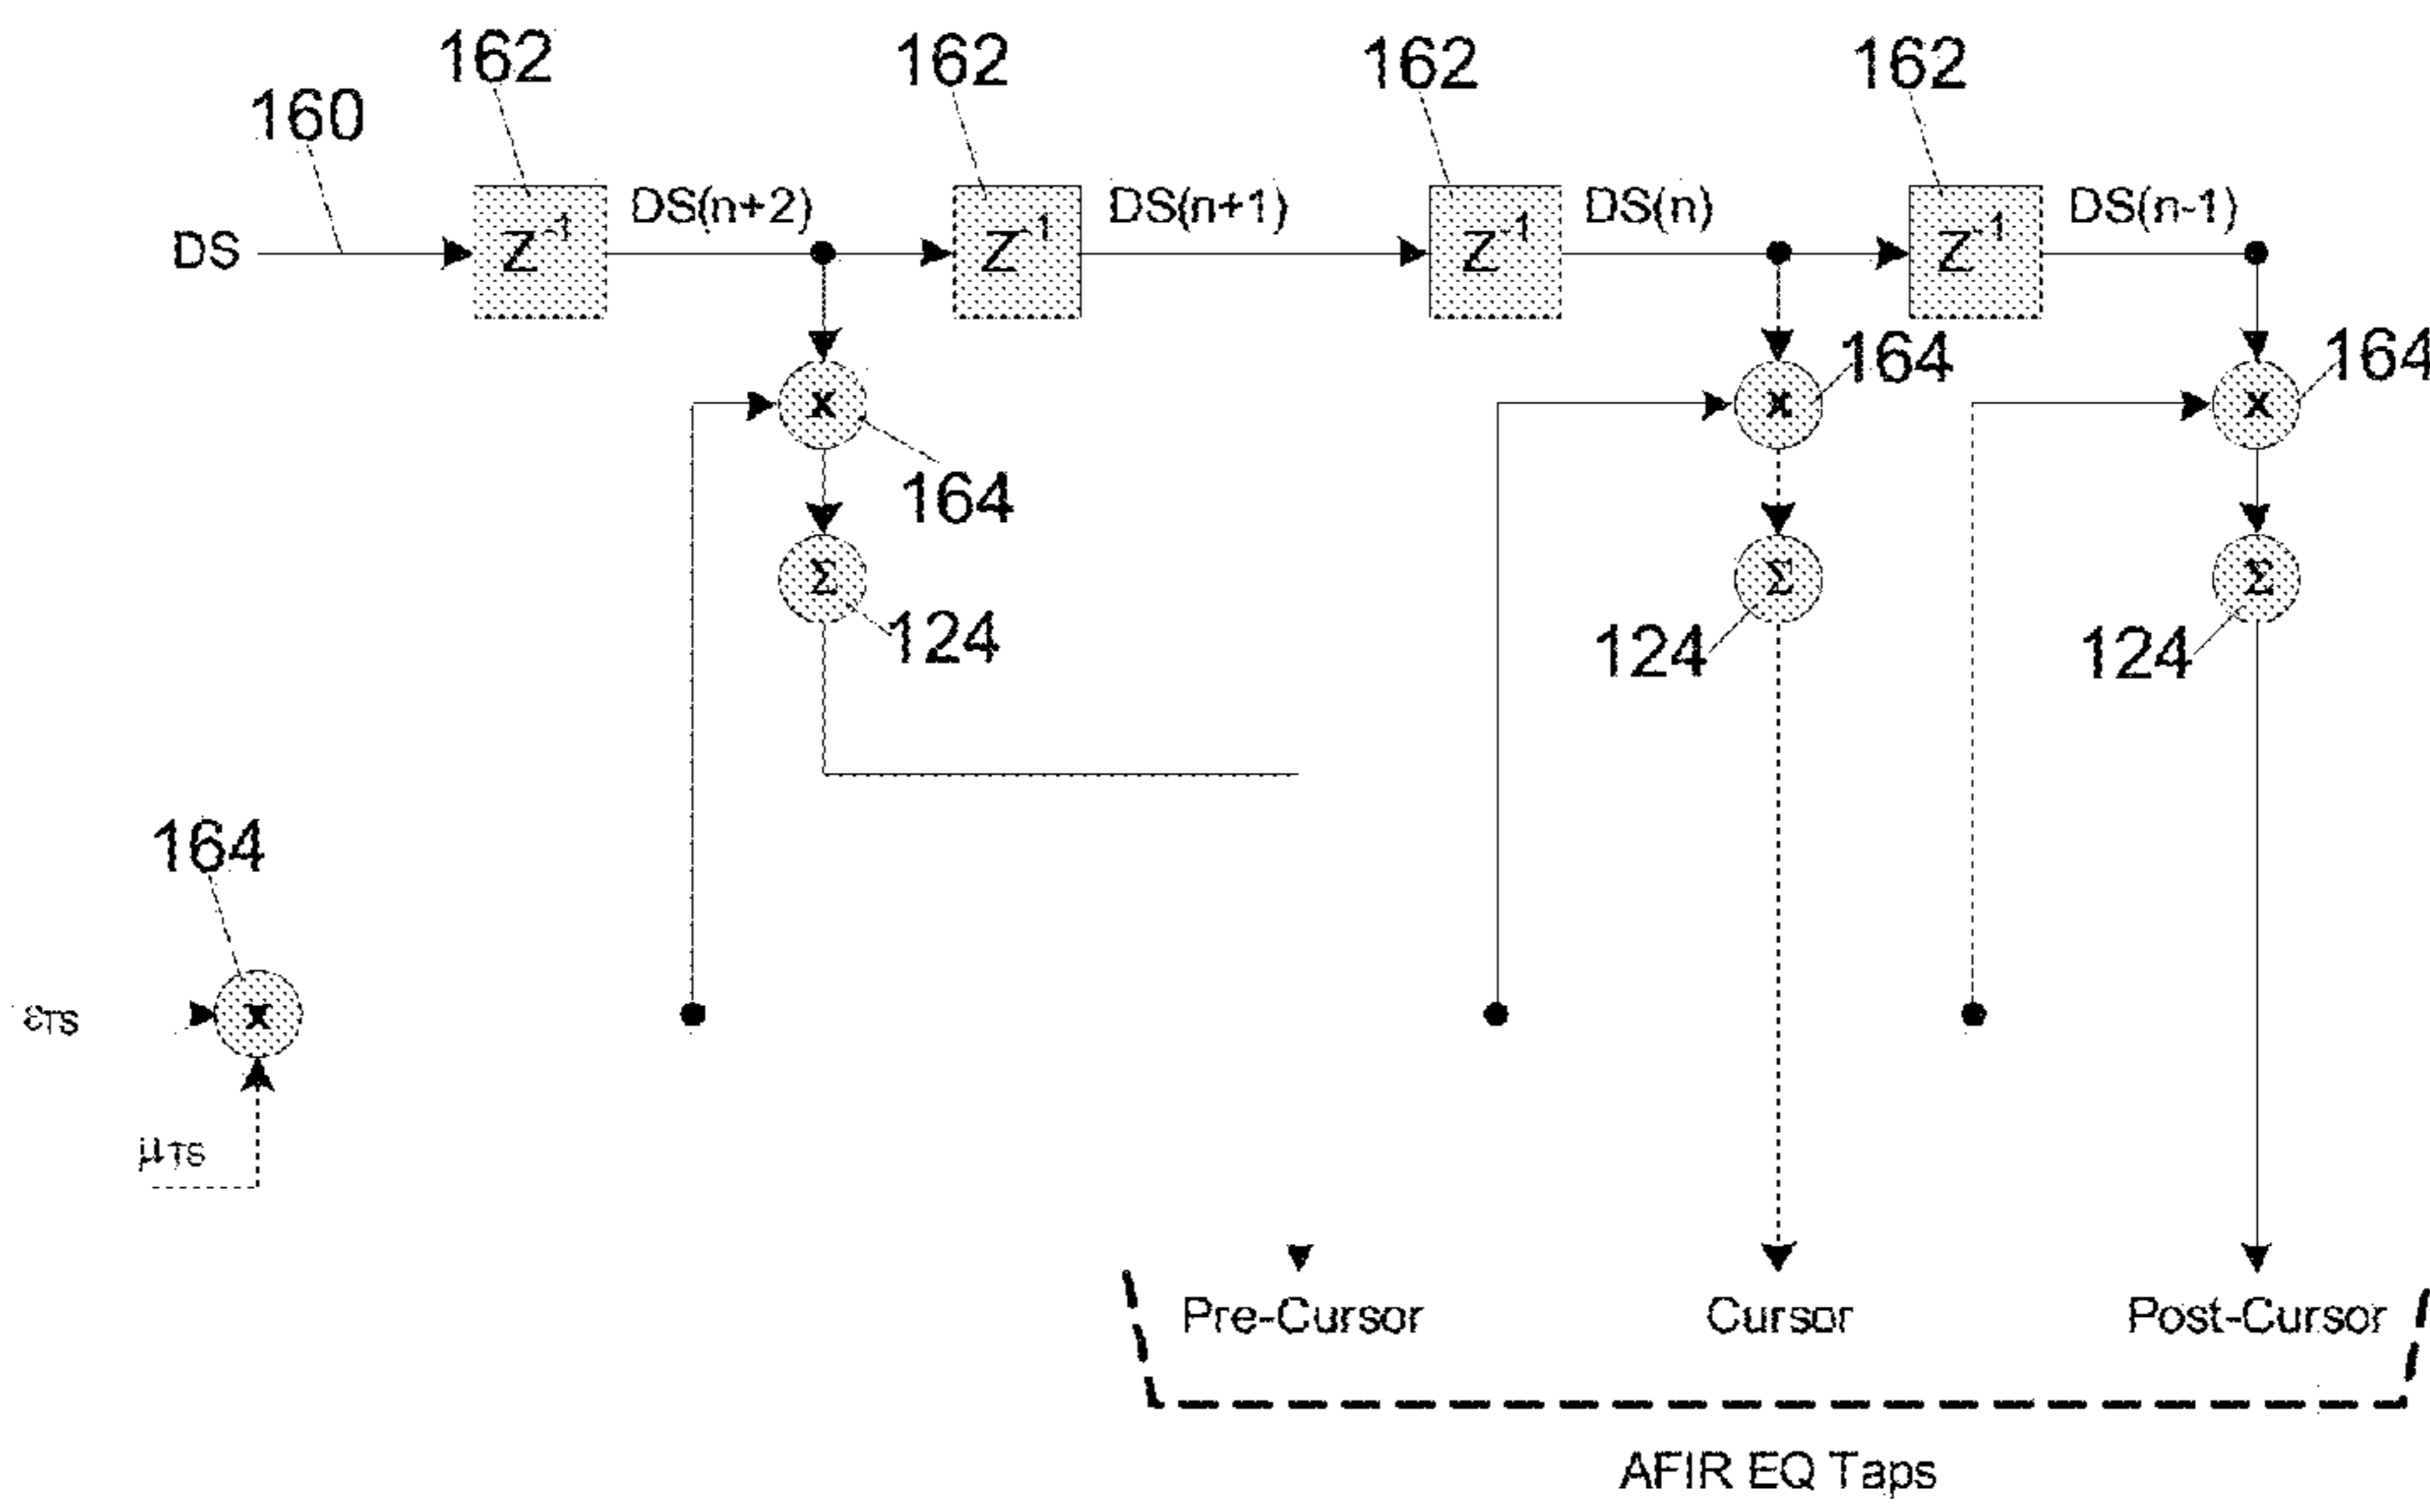 162 162 162 162
160
DS(n+2) DS(n+1) DS(n) DS(n-1)
DS Z-1 Z-1 Z-1 Z-1
164 164
x x x
164
Σ Σ Σ
124 124 124
164
εTS x
μTS
Pre-Cursor Cursor Post-Cursor
AFIR EQ Taps